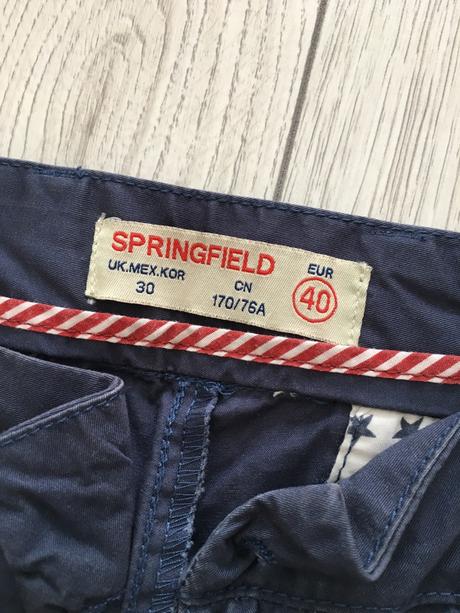 SPRINGFIELD
UK.MEX.KOR CN EUR
30 170/76A 40